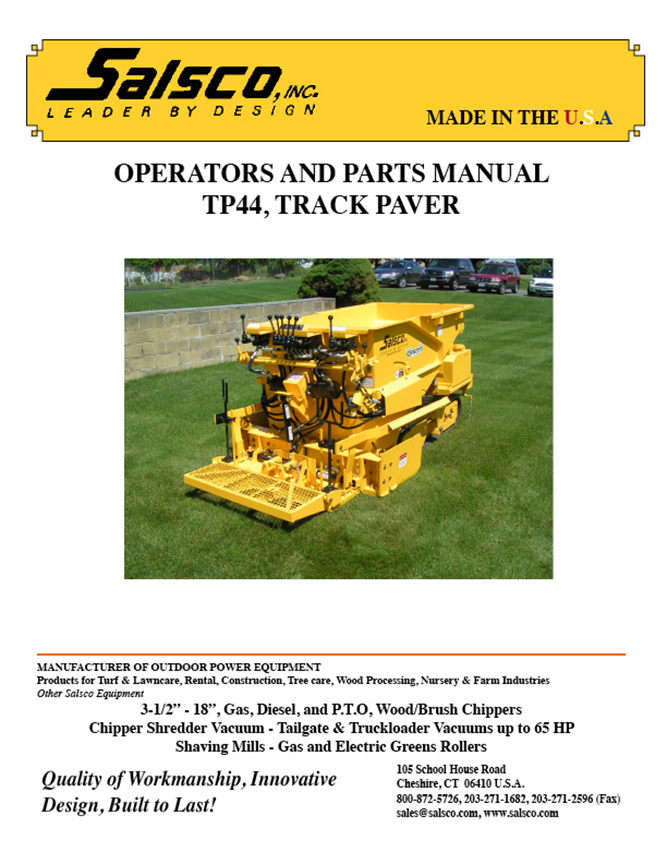 Salsco, INC.
LEADER BY DESIGN
MADE IN THE U.S.A
OPERATORS AND PARTS MANUAL
TP44, TRACK PAVER
Salsco
MANUFACTURER OF OUTDOOR POWER EQUIPMENT
Products for Turf & Lawncare, Rental, Construction, Tree care, Wood Processing, Nursery & Farm Industries
Other Salsco Equipment
3-1/2” - 18”, Gas, Diesel, and P.T.O, Wood/Brush Chippers
Chipper Shredder Vacuum - Tailgate & Truckloader Vacuums up to 65 HP
Shaving Mills - Gas and Electric Greens Rollers
Quality of Workmanship, Innovative
Design, Built to Last!
105 School House Road
Cheshire, CT 06410 U.S.A.
800-872-5726, 203-271-1682, 203-271-2596 (Fax)
sales@salsco.com, www.salsco.com